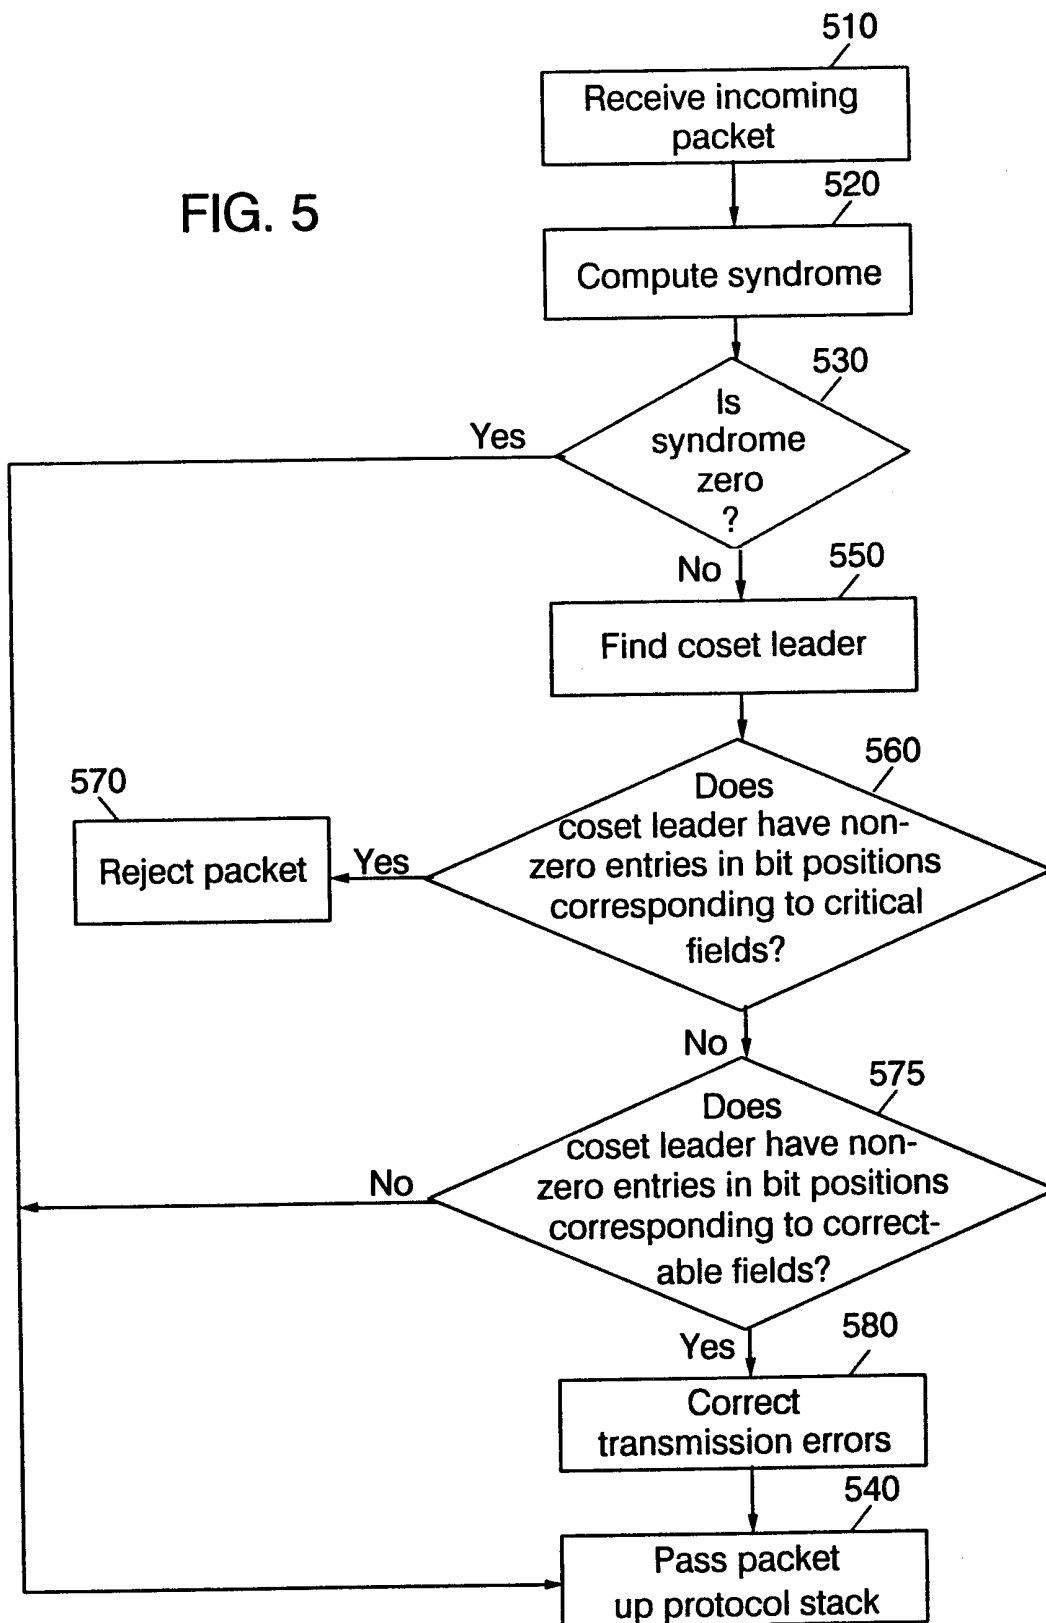 510
Receive incoming
packet
FIG. 5
520
Compute syndrome
530
Is
syndrome
zero
?
Yes
No
550
Find coset leader
560
Does
coset leader have non-
zero entries in bit positions
corresponding to critical
fields?
570
Reject packet
Yes
No
575
Does
coset leader have non-
zero entries in bit positions
corresponding to correct-
able fields?
No
Yes
580
Correct
transmission errors
540
Pass packet
up protocol stack